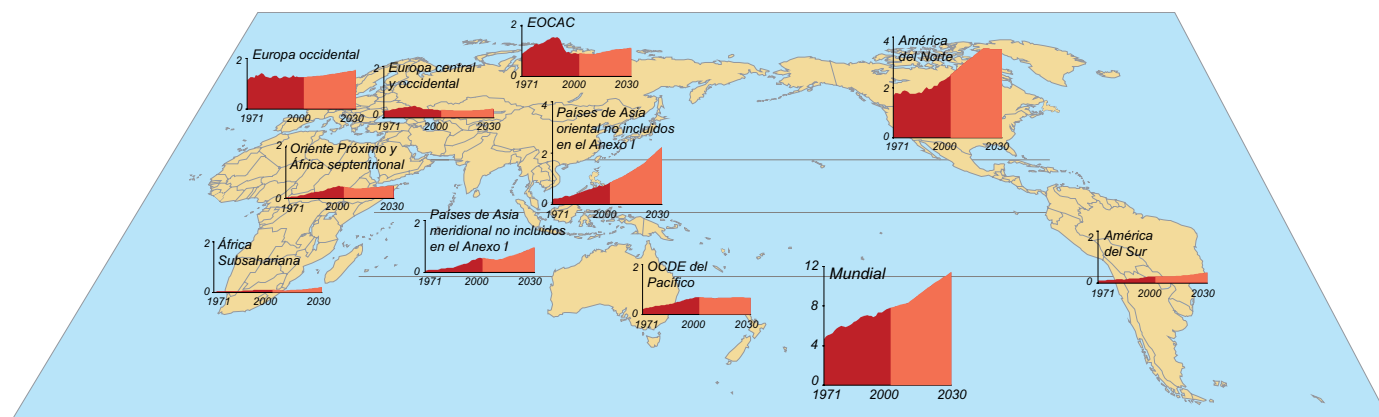 EOCAC
2
0
1971
2000
2030
Europa occidental
2
0
1971
2000
2030
Europa central
y occidental
2
0
1971
2000
2030
América
del Norte
4
2
0
1971
2000
2030
Países de Asia
oriental no incluidos
en el Anexo I
4
2
0
1971
2000
2030
Oriente Próximo y
África septentrional
2
0
1971
2000
2030
Países de Asia
meridional no incluidos
en el Anexo I
2
0
1971
2000
2030
África
Subsahariana
2
0
1971
2000
2030
OCDE del
Pacífico
2
0
1971
2000
2030
Mundial
12
8
4
0
1971
2000
2030
América
del Sur
2
0
1971
2000
2030